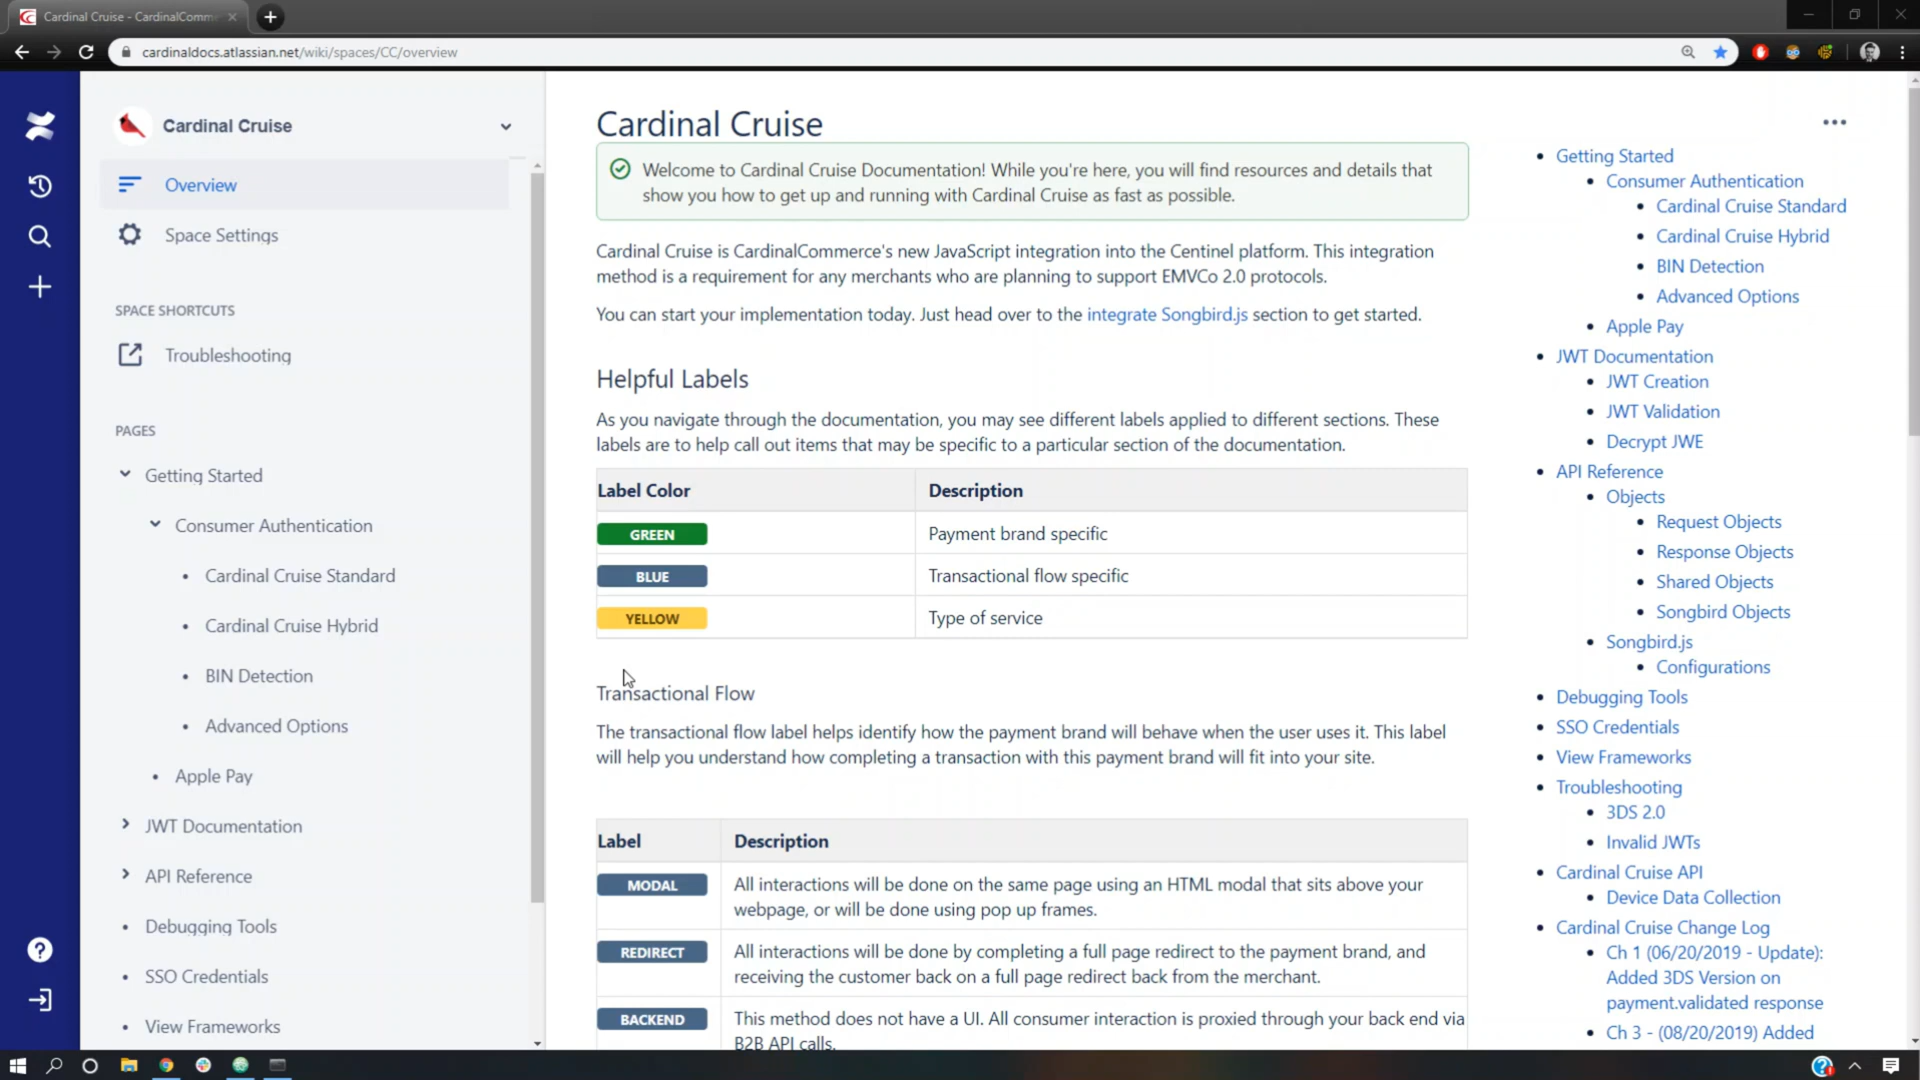 Cardinal Cruise - CardinalComm
cardinaldocs.atlassian.net/wiki/spaces/CC/overview
Cardinal Cruise
Overview
Space Settings
SPACE SHORTCUTS
Troubleshooting
PAGES
Getting Started
Consumer Authentication
Cardinal Cruise Standard
Cardinal Cruise Hybrid
BIN Detection
Advanced Options
Apple Pay
JWT Documentation
API Reference
Debugging Tools
SSO Credentials
View Frameworks
Cardinal Cruise
Welcome to Cardinal Cruise Documentation! While you're here, you will find resources and details that
show you how to get up and running with Cardinal Cruise as fast as possible.
Cardinal Cruise is CardinalCommerce's new JavaScript integration into the Centinel platform. This integration
method is a requirement for any merchants who are planning to support EMVCo 2.0 protocols.
You can start your implementation today. Just head over to the integrate Songbird.js section to get started.
Helpful Labels
As you navigate through the documentation, you may see different labels applied to different sections. These
labels are to help call out items that may be specific to a particular section of the documentation.
Label Color Description
GREEN Payment brand specific
BLUE Transactional flow specific
YELLOW Type of service
Transactional Flow
The transactional flow label helps identify how the payment brand will behave when the user uses it. This label
will help you understand how completing a transaction with this payment brand will fit into your site.
Label Description
MODAL All interactions will be done on the same page using an HTML modal that sits above your
webpage, or will be done using pop up frames.
REDIRECT All interactions will be done by completing a full page redirect to the payment brand, and
receiving the customer back on a full page redirect back from the merchant.
BACKEND This method does not have a UI. All consumer interaction is proxied through your back end via
B2B API calls.
Getting Started
Consumer Authentication
Cardinal Cruise Standard
Cardinal Cruise Hybrid
BIN Detection
Advanced Options
Apple Pay
JWT Documentation
JWT Creation
JWT Validation
Decrypt JWE
API Reference
Objects
Request Objects
Response Objects
Shared Objects
Songbird Objects
Songbird.js
Configurations
Debugging Tools
SSO Credentials
View Frameworks
Troubleshooting
3DS 2.0
Invalid JWTs
Cardinal Cruise API
Device Data Collection
Cardinal Cruise Change Log
Ch 1 (06/20/2019 - Update):
Added 3DS Version on
payment.validated response
Ch 3 - (08/20/2019) Added